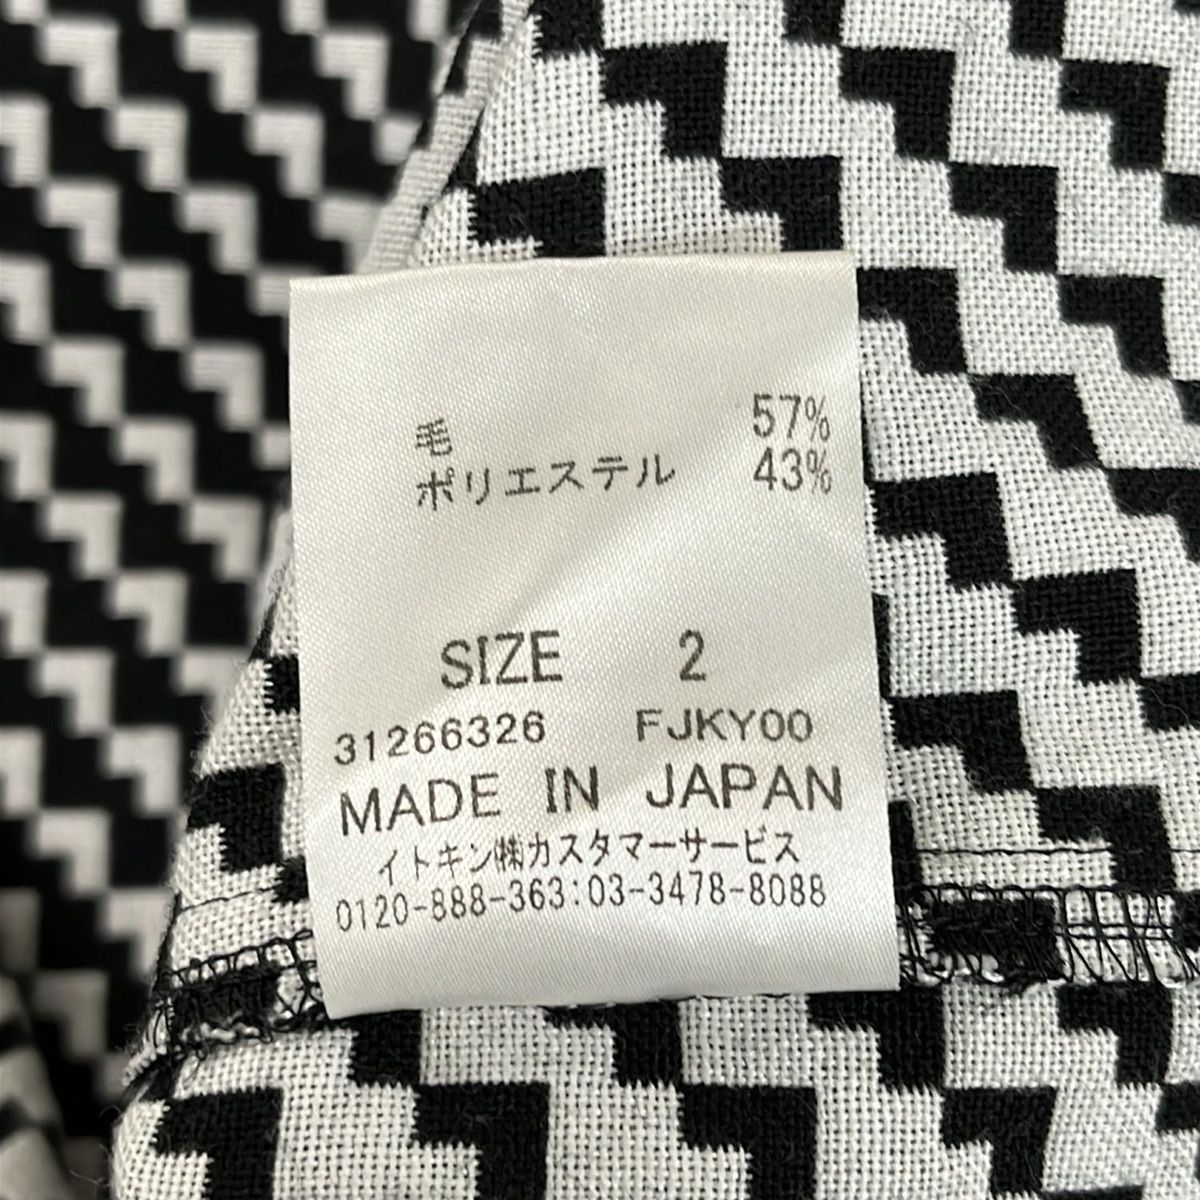 毛 57%
ポリエステル 43%
SIZE 2
31266326 FJKY00
MADE IN JAPAN
イトキン㈱カスタマーサービス
0120-888-363:03-3478-8088